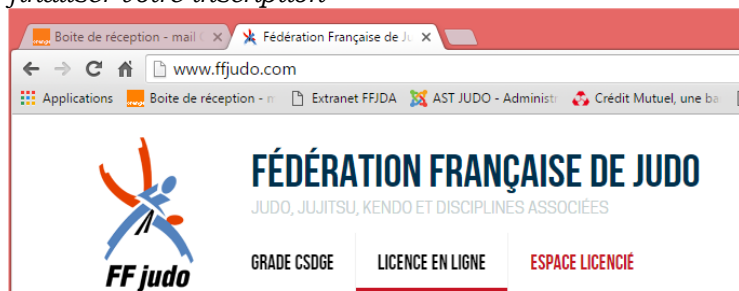 finaliser votre inscription
Boite de réception - mail Fédération Française de Ju
www.ffjudo.com
Applications Boite de réception - m Extranet FFJDA AST JUDO - Administr Crédit Mutuel, une ba
FÉDÉRATION FRANÇAISE DE JUDO
JUDO, JUJITSU, KENDO ET DISCIPLINES ASSOCIÉES
GRADE CSDGE LICENCE EN LIGNE ESPACE LICENCIÉ
FF judo